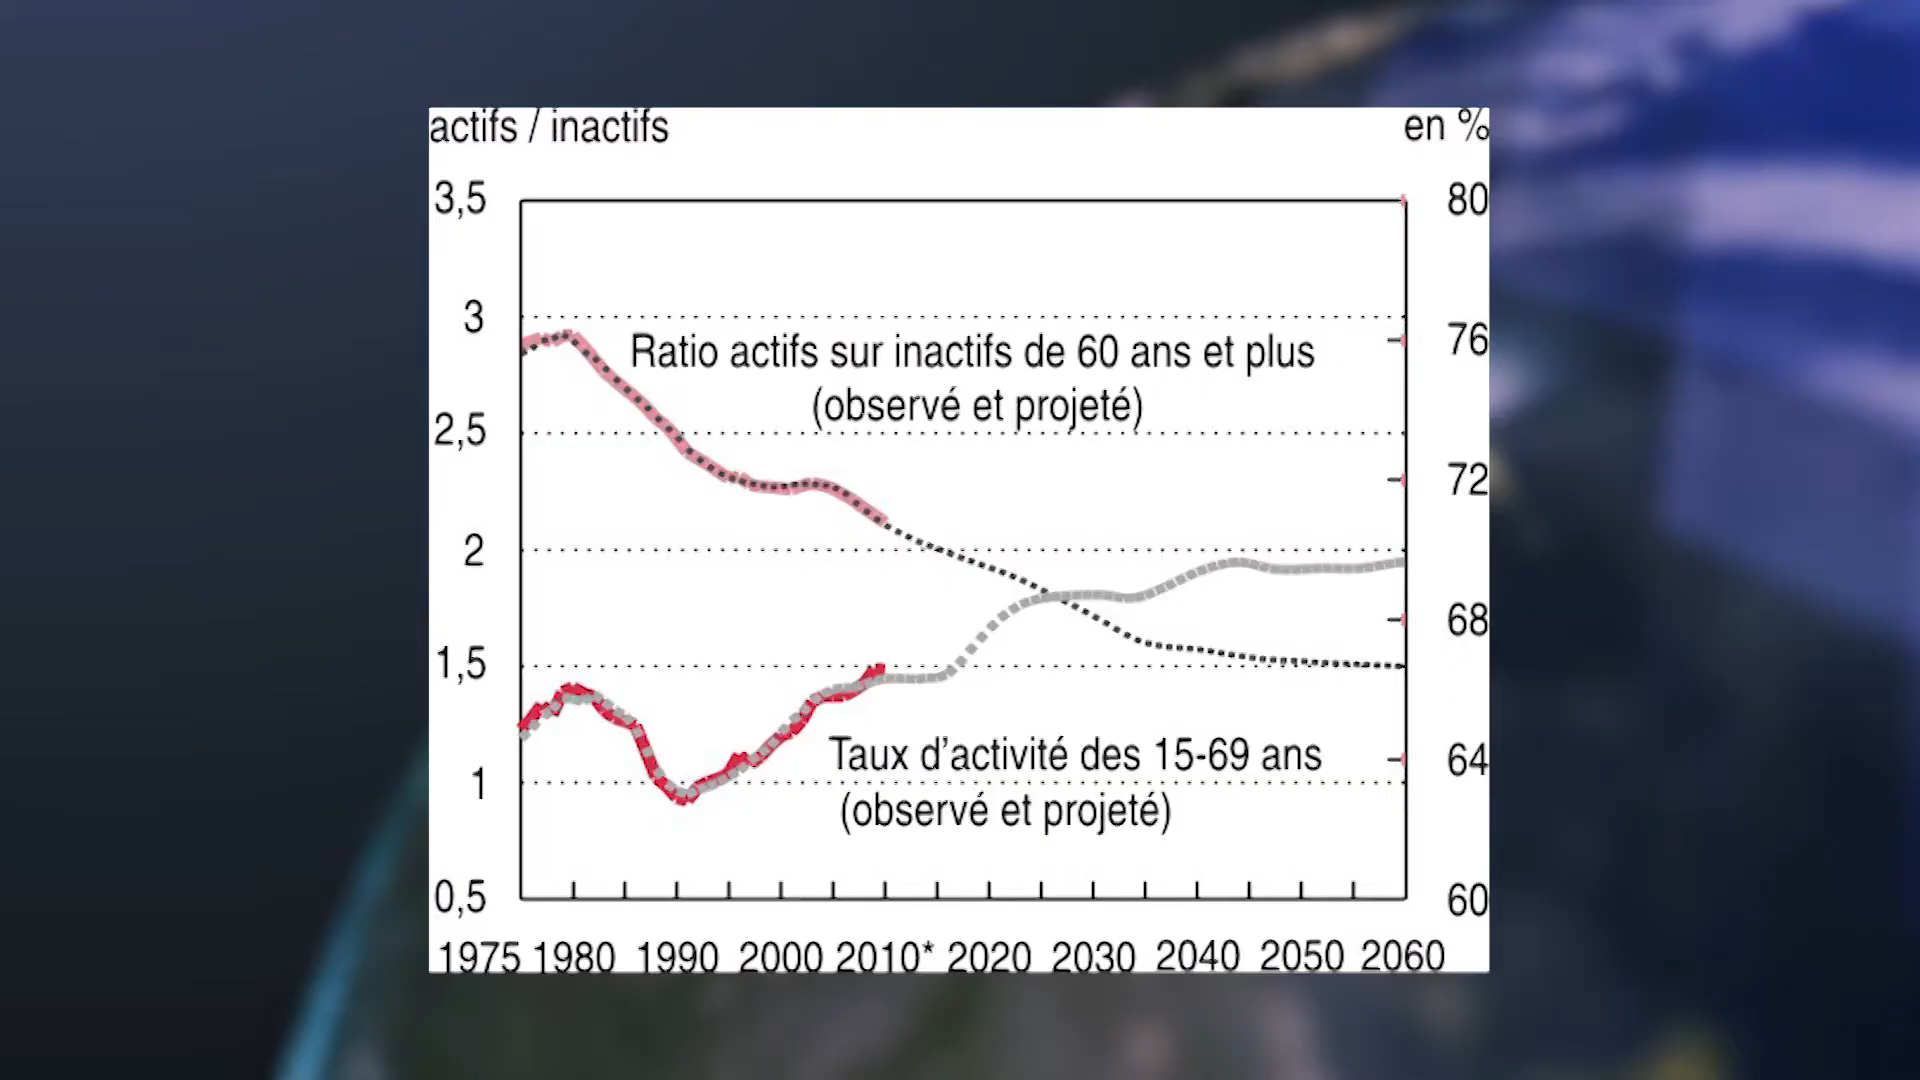 actifs / inactifs
en %
3,5
80
3
Ratio actifs sur inactifs de 60 ans et plus
76
(observé et projeté)
2,5
72
2
68
1,5
Taux d’activité des 15-69 ans
64
1
(observé et projeté)
0,5
60
1975 1980 1990 2000 2010* 2020 2030 2040 2050 2060